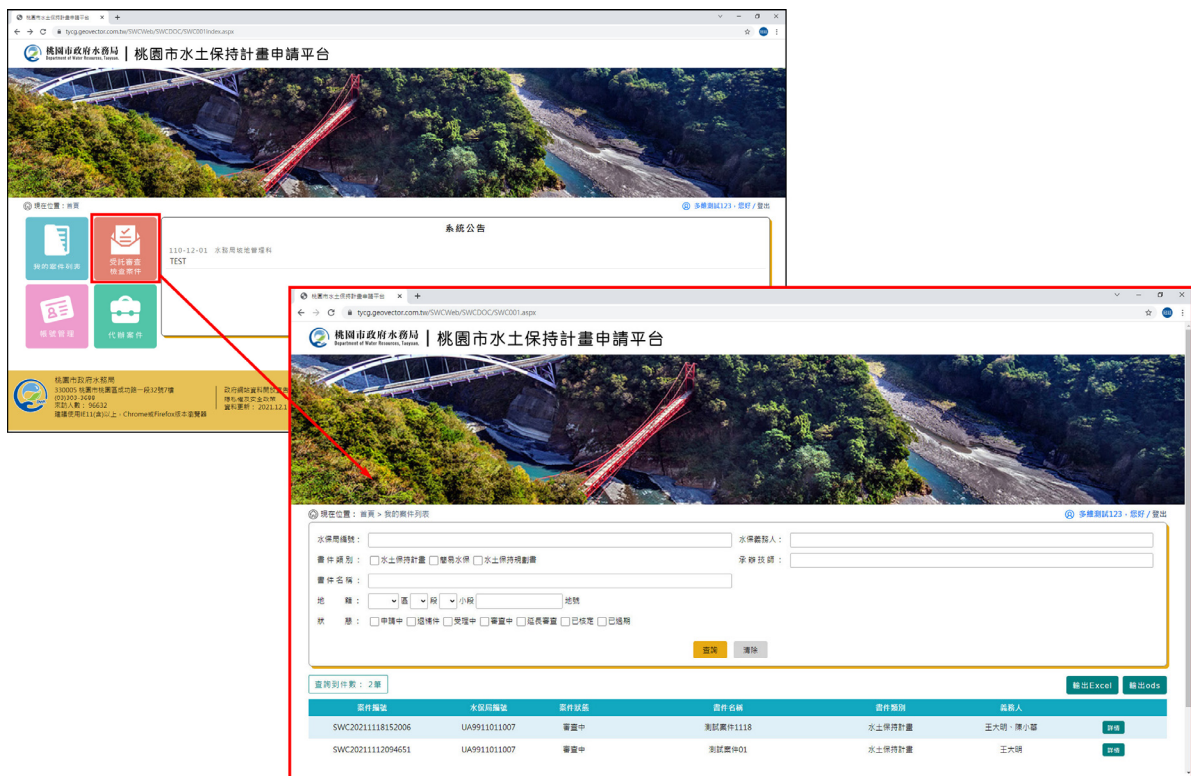 桃園市水土保持計畫申請平台
tycg.geovector.com.tw/SWCWeb/SWCDOC/SWC001Index.aspx
桃園市政府水務局
Department of Water Resources, Taoyuan.
桃園市水土保持計畫申請平台
現在位置：首頁
多維測試123，您好 / 登出
我的案件列表
受託審查
檢查案件
帳號管理
代辦案件
系統公告
110-12-01 水務局坡地管理科
TEST
桃園市政府水務局
330005 桃園市桃園區成功路一段32號7樓
(03)303-3688
來訪人數： 96632
建議使用IE11(含)以上、Chrome或Firefox版本瀏覽器
政府網站資料開放宣告
隱私權及安全政策
資料更新： 2021.12.1
桃園市水土保持計畫申請平台
tycg.geovector.com.tw/SWCWeb/SWCDOC/SWC001.aspx
桃園市政府水務局
Department of Water Resources, Taoyuan.
桃園市水土保持計畫申請平台
現在位置： 首頁 > 我的案件列表
多維測試123，您好 / 登出
水保局編號：
水保義務人：
書件類別： 水土保持計畫 簡易水保 水土保持規劃書
承辦技師：
書件名稱：
地 籍： 區 段 小段 地號
狀 態： 申請中 退補件 受理中 審查中 延長審查 已核定 已逾期
查詢 清除
查詢到件數： 2筆
輸出Excel 輸出ods
案件編號 水保局編號 案件狀態 書件名稱 書件類別 義務人
SWC20211118152006 UA9911011007 審查中 測試案件1118 水土保持計畫 王大明、陳小華 詳情
SWC20211112094651 UA9911011007 審查中 測試案件01 水土保持計畫 王大明 詳情